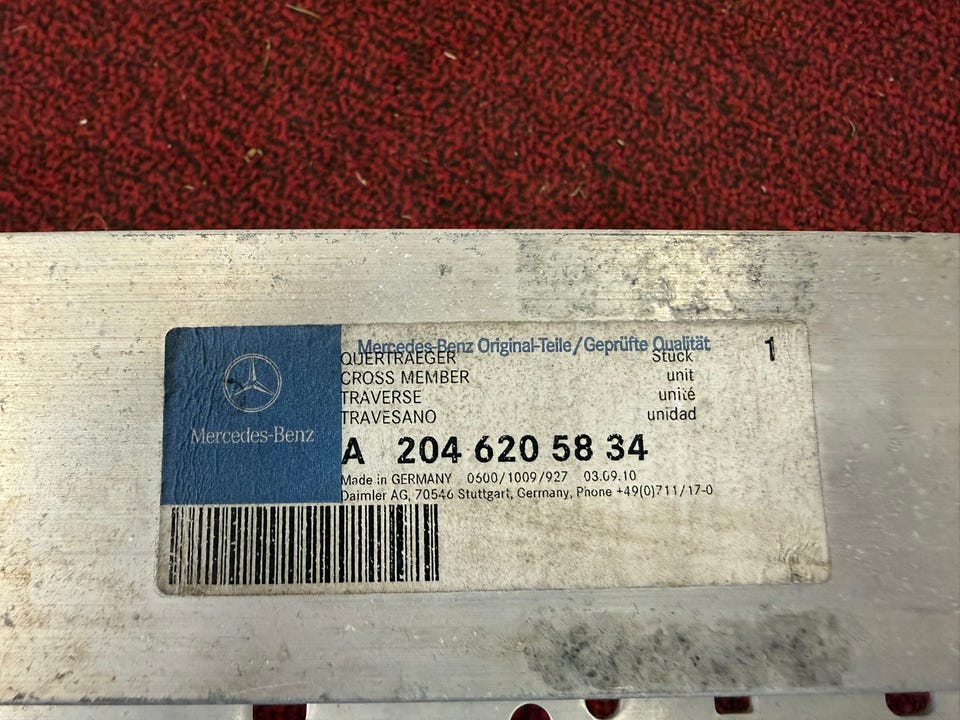 Mercedes-Benz Original-Teile/Geprüfte Qualität
QUERTRAEGER Stück 1
CROSS MEMBER unit
TRAVERSE unité
TRAVESANO unidad
Mercedes-Benz
A 204 620 58 34
Made in GERMANY 0600/1009/927 03.09.10
Daimler AG, 70546 Stuttgart, Germany, Phone +49(0)711/17-0